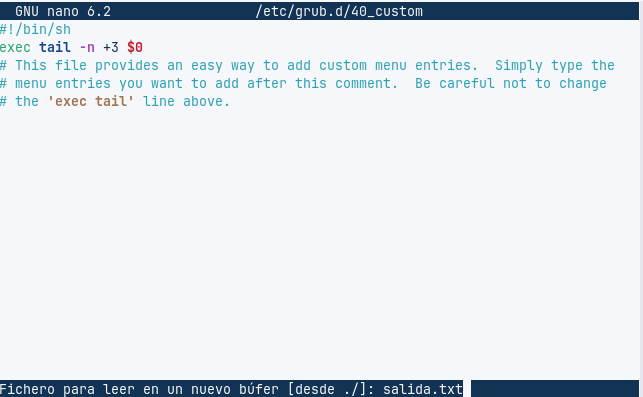 GNU nano 6.2 /etc/grub.d/40_custom
#!/bin/sh
exec tail -n +3 $0
# This file provides an easy way to add custom menu entries.  Simply type the
# menu entries you want to add after this comment.  Be careful not to change
# the 'exec tail' line above.
Fichero para leer en un nuevo búfer [desde ./]: salida.txt